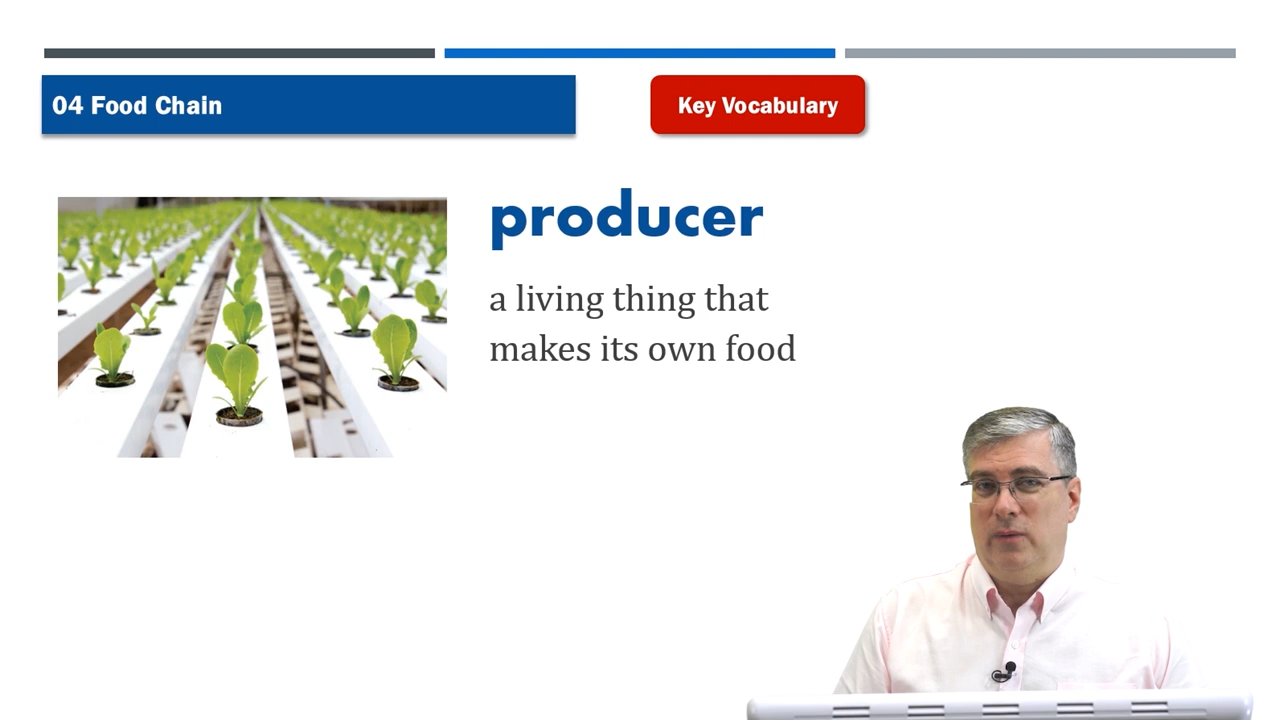 04 Food Chain
Key Vocabulary
producer
a living thing that
makes its own food